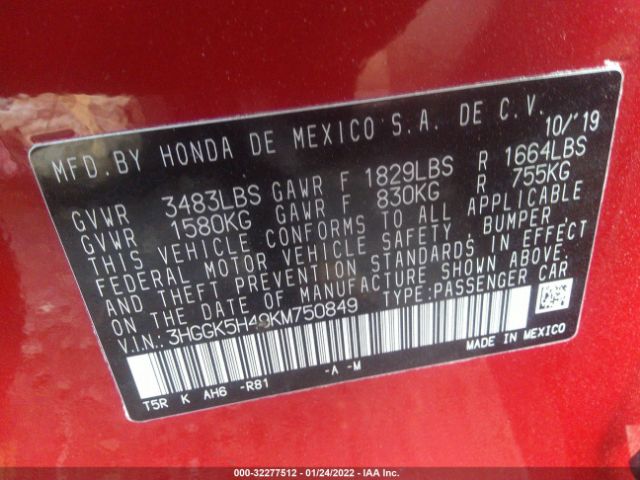 MFD.BY HONDA DE MEXICO S.A. DE C.V.
10/'19
GVWR 3483LBS GAWR F 1829LBS R 1664LBS
GVWR 1580KG GAWR F 830KG R 755KG
THIS VEHICLE CONFORMS TO ALL APPLICABLE
FEDERAL MOTOR VEHICLE SAFETY, BUMPER,
AND THEFT PREVENTION STANDARDS IN EFFECT
ON THE DATE OF MANUFACTURE SHOWN ABOVE.
VIN: 3HGGK5H49KM750849 TYPE:PASSENGER CAR
T5R K AH6 -R81 -A -M MADE IN MEXICO
000-32277512 - 01/24/2022 - IAA Inc.